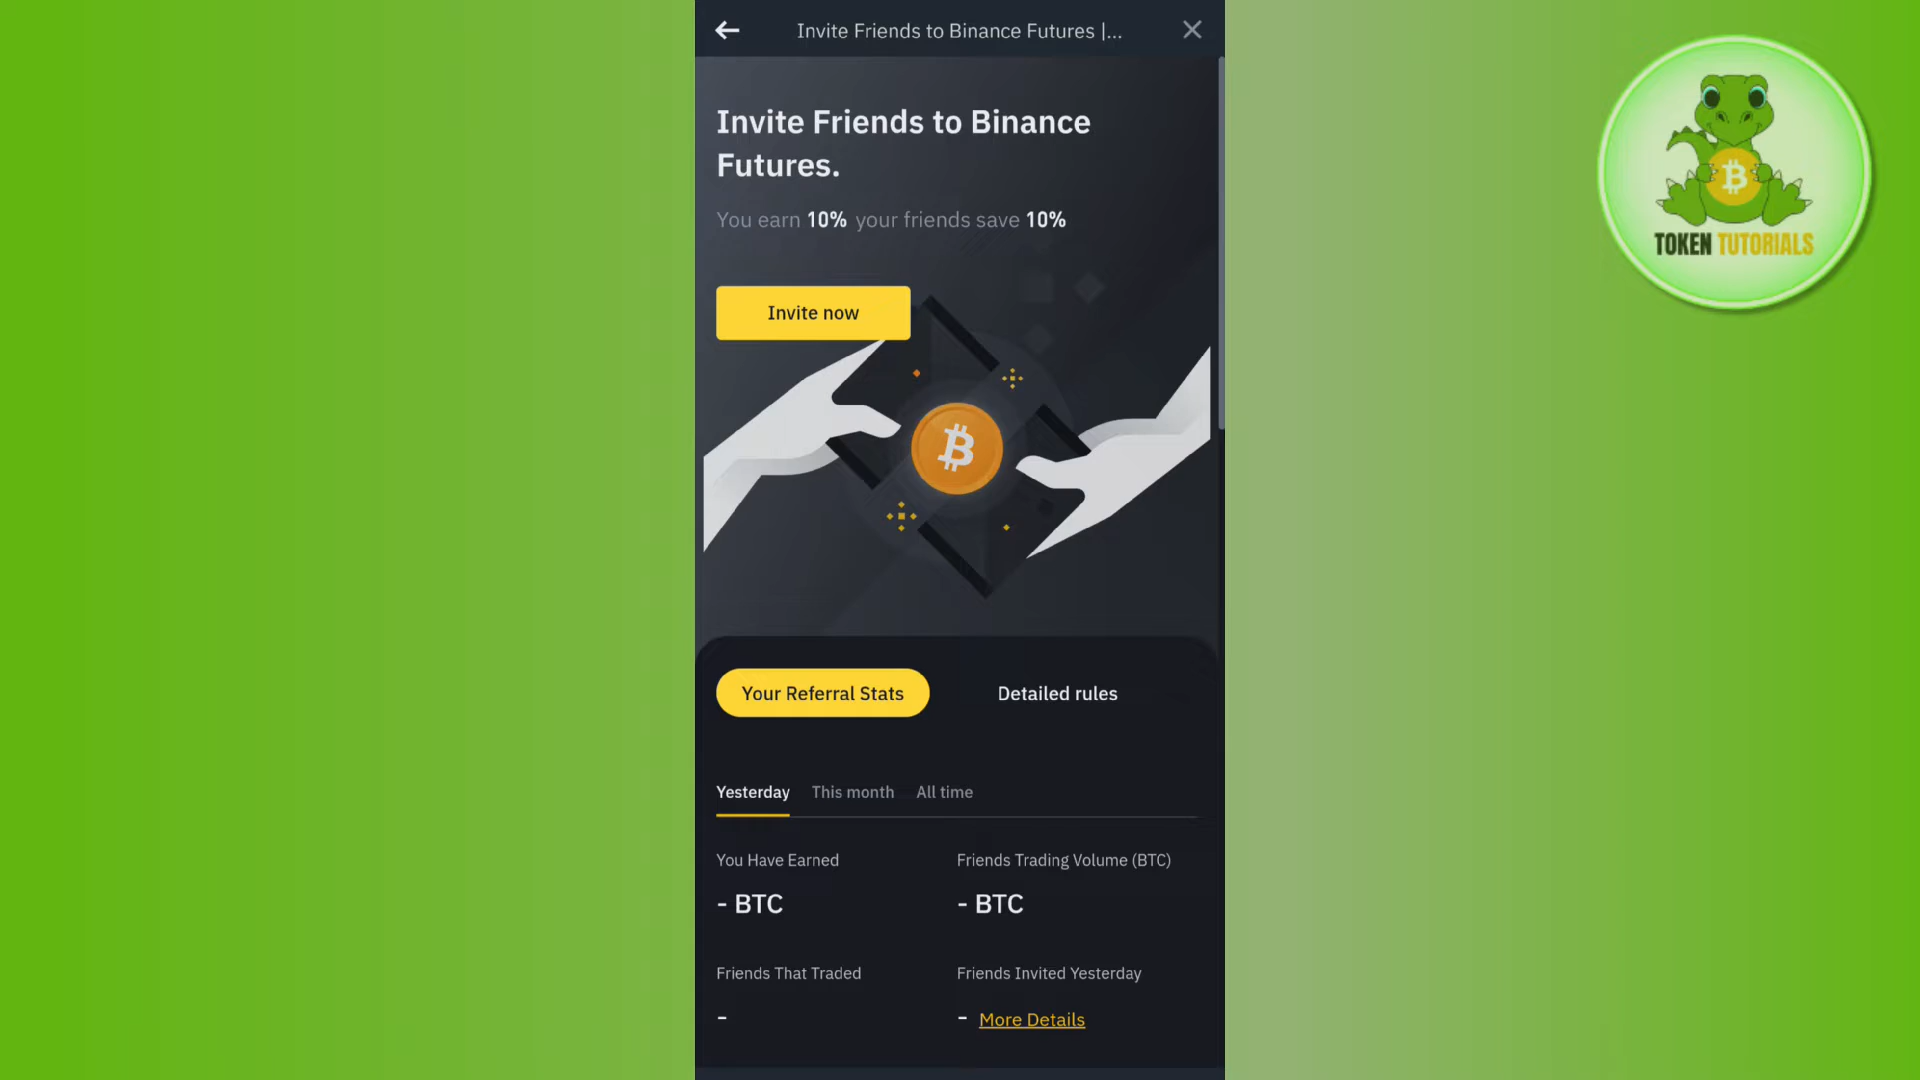 Invite Friends to Binance Futures |...
Invite Friends to Binance
Futures.
You earn 10% your friends save 10%
Invite now
Your Referral Stats
Detailed rules
Yesterday This month All time
You Have Earned
Friends Trading Volume (BTC)
- BTC
- BTC
Friends That Traded
Friends Invited Yesterday
-
- More Details
TOKEN TUTORIALS